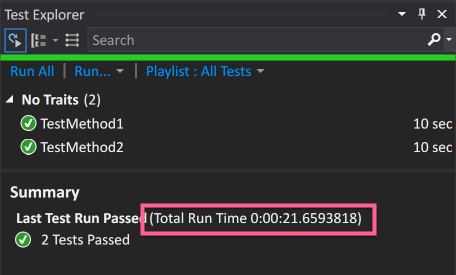 Test Explorer
Search
Run All | Run... | Playlist : All Tests
No Traits (2)
TestMethod1 10 sec
TestMethod2 10 sec
Summary
Last Test Run Passed (Total Run Time 0:00:21.6593818)
2 Tests Passed